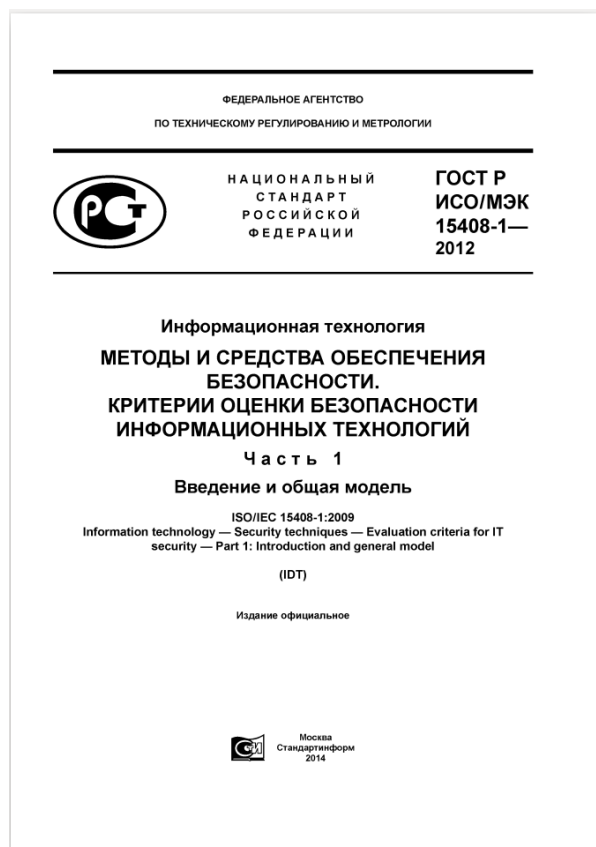 ФЕДЕРАЛЬНОЕ АГЕНТСТВО
ПО ТЕХНИЧЕСКОМУ РЕГУЛИРОВАНИЮ И МЕТРОЛОГИИ
НАЦИОНАЛЬНЫЙ
СТАНДАРТ
РОССИЙСКОЙ
ФЕДЕРАЦИИ
ГОСТ Р
ИСО/МЭК
15408-1—
2012
Информационная технология
МЕТОДЫ И СРЕДСТВА ОБЕСПЕЧЕНИЯ
БЕЗОПАСНОСТИ.
КРИТЕРИИ ОЦЕНКИ БЕЗОПАСНОСТИ
ИНФОРМАЦИОННЫХ ТЕХНОЛОГИЙ
Часть 1
Введение и общая модель
ISO/IEC 15408-1:2009
Information technology — Security techniques — Evaluation criteria for IT
security — Part 1: Introduction and general model
(IDT)
Издание официальное
Москва
Стандартинформ
2014